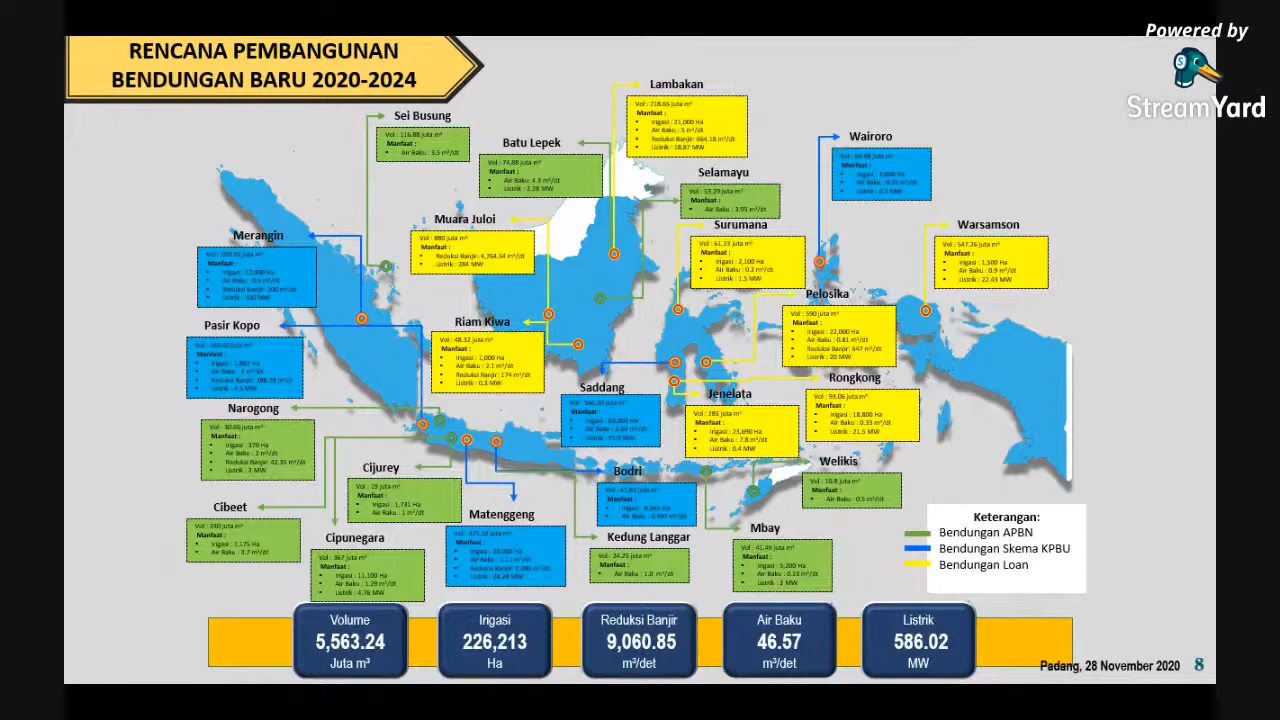 Powered by
StreamYard
RENCANA PEMBANGUNAN
BENDUNGAN BARU 2020-2024
Lambakan
Vol : 718.65 juta m³
Manfaat :
Irigasi : 21,000 Ha
Air Baku : 5 m³/dt
Reduksi Banjir: 664.18 m³/dt
Listrik : 18.87 MW
Sei Busung
Vol : 116.88 juta m³
Manfaat :
Air Baku : 3.5 m³/dt
Batu Lepek
Vol : 74.88 juta m³
Manfaat :
Air Baku : 4.3 m³/dt
Listrik : 2.28 MW
Wairoro
Manfaat :
Selamayu
Vol : 53.29 juta m³
Manfaat :
Air Baku : 3.95 m³/dt
Muara Juloi
Vol : 880 juta m³
Manfaat :
Reduksi Banjir: 4,764.54 m³/dt
Listrik : 284 MW
Surumana
Vol : 61.23 juta m³
Manfaat :
Irigasi : 2,100 Ha
Air Baku : 0.2 m³/dt
Listrik : 1.5 MW
Warsamson
Vol : 547.26 juta m³
Manfaat :
Irigasi : 1,500 Ha
Air Baku : 0.9 m³/dt
Listrik : 22.43 MW
Merangin
Manfaat :
Pelosika
Vol : 590 juta m³
Manfaat :
Irigasi : 22,000 Ha
Air Baku : 0.81 m³/dt
Reduksi Banjir: 647 m³/dt
Listrik : 20 MW
Pasir Kopo
Manfaat :
Riam Kiwa
Vol : 48.32 juta m³
Manfaat :
Irigasi : 1,000 Ha
Air Baku : 2.1 m³/dt
Reduksi Banjir: 174 m³/dt
Listrik : 0.3 MW
Saddang
Manfaat :
Rongkong
Vol : 93.06 juta m³
Manfaat :
Irigasi : 18,800 Ha
Air Baku : 0.33 m³/dt
Listrik : 21.5 MW
Jenelata
Vol : 285 juta m³
Manfaat :
Irigasi : 23,690 Ha
Air Baku : 7.8 m³/dt
Listrik : 0.4 MW
Narogong
Vol : 30.66 juta m³
Manfaat :
Irigasi : 370 Ha
Air Baku : 2 m³/dt
Reduksi Banjir: 42.35 m³/dt
Listrik : 2 MW
Cijurey
Vol : 19 juta m³
Manfaat :
Irigasi : 1,731 Ha
Air Baku : 1 m³/dt
Bodri
Manfaat :
Welikis
Vol : 10.8 juta m³
Manfaat :
Air Baku : 0.5 m³/dt
Cibeet
Vol : 240 juta m³
Manfaat :
Irigasi : 1,175 Ha
Air Baku : 3.7 m³/dt
Cipunegara
Vol : 367 juta m³
Manfaat :
Irigasi : 11,100 Ha
Air Baku : 1.29 m³/dt
Listrik : 4.76 MW
Matenggeng
Manfaat :
Kedung Langgar
Vol : 24.25 juta m³
Manfaat :
Air Baku : 1.0 m³/dt
Mbay
Vol : 41.49 juta m³
Manfaat :
Irigasi : 5,200 Ha
Air Baku : 0.23 m³/dt
Listrik : 2 MW
Keterangan:
Bendungan APBN
Bendungan Skema KPBU
Bendungan Loan
Volume
5,563.24
Juta m³
Irigasi
226,213
Ha
Reduksi Banjir
9,060.85
m³/det
Air Baku
46.57
m³/det
Listrik
586.02
MW
Padang, 28 November 2020 8